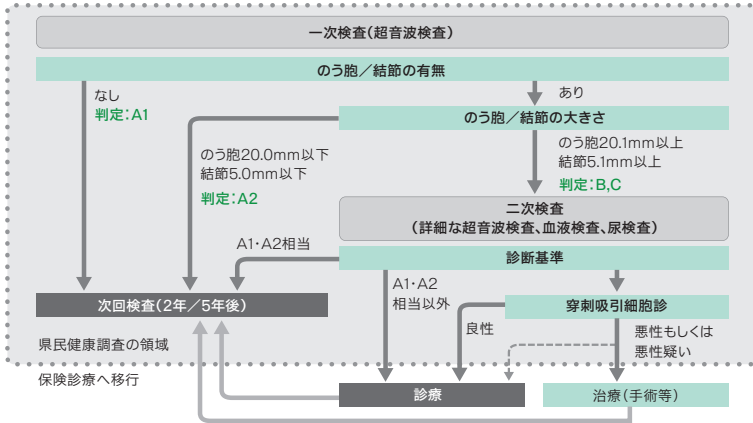 一次検査（超音波検査）
のう胞／結節の有無
なし
判定：A1
あり
のう胞／結節の大きさ
のう胞20.0mm以下
結節5.0mm以下
判定：A2
のう胞20.1mm以上
結節5.1mm以上
判定：B,C
二次検査
（詳細な超音波検査、血液検査、尿検査）
A1・A2相当
診断基準
A1・A2
相当以外
次回検査（2年／5年後）
穿刺吸引細胞診
良性
悪性もしくは
悪性疑い
県民健康調査の領域
保険診療へ移行
診療
治療（手術等）